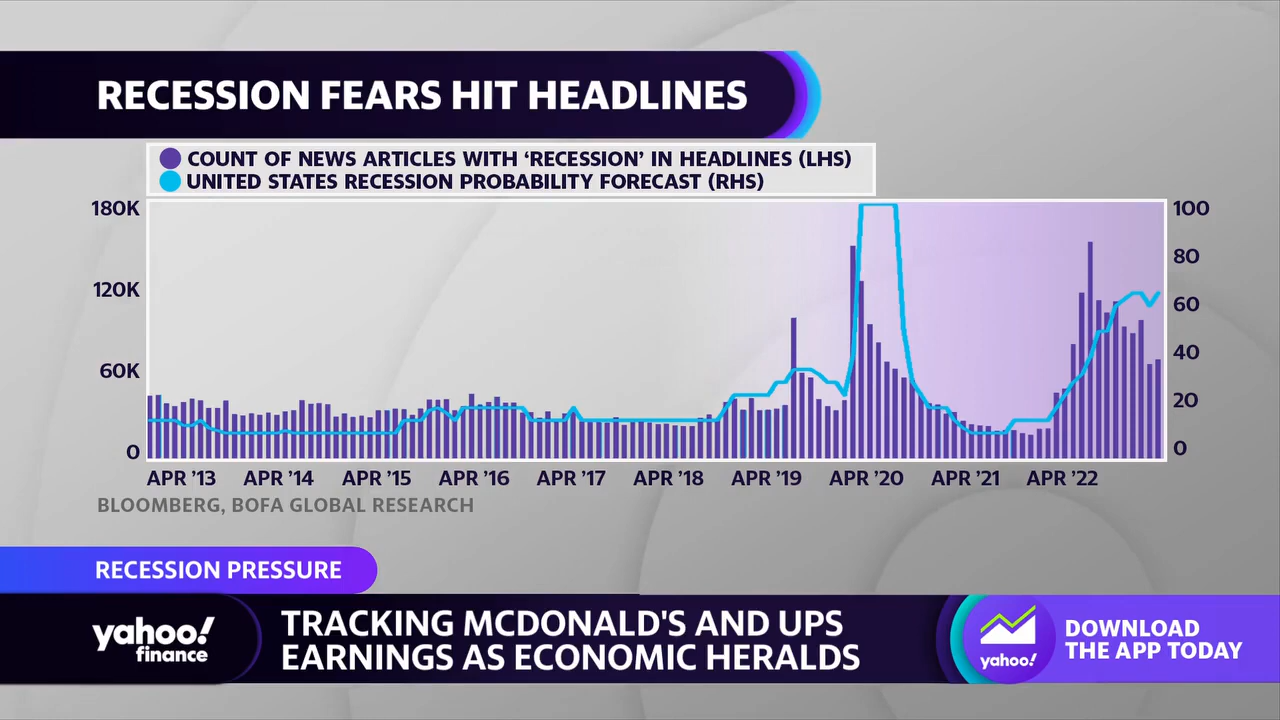 RECESSION FEARS HIT HEADLINES
COUNT OF NEWS ARTICLES WITH ‘RECESSION’ IN HEADLINES (LHS)
UNITED STATES RECESSION PROBABILITY FORECAST (RHS)
180K
120K
60K
0
100
80
60
40
20
0
APR ’13 APR ’14 APR ’15 APR ’16 APR ’17 APR ’18 APR ’19 APR ’20 APR ’21 APR ’22
BLOOMBERG, BOFA GLOBAL RESEARCH
RECESSION PRESSURE
yahoo!
finance
TRACKING MCDONALD'S AND UPS
EARNINGS AS ECONOMIC HERALDS
yahoo!
DOWNLOAD
THE APP TODAY